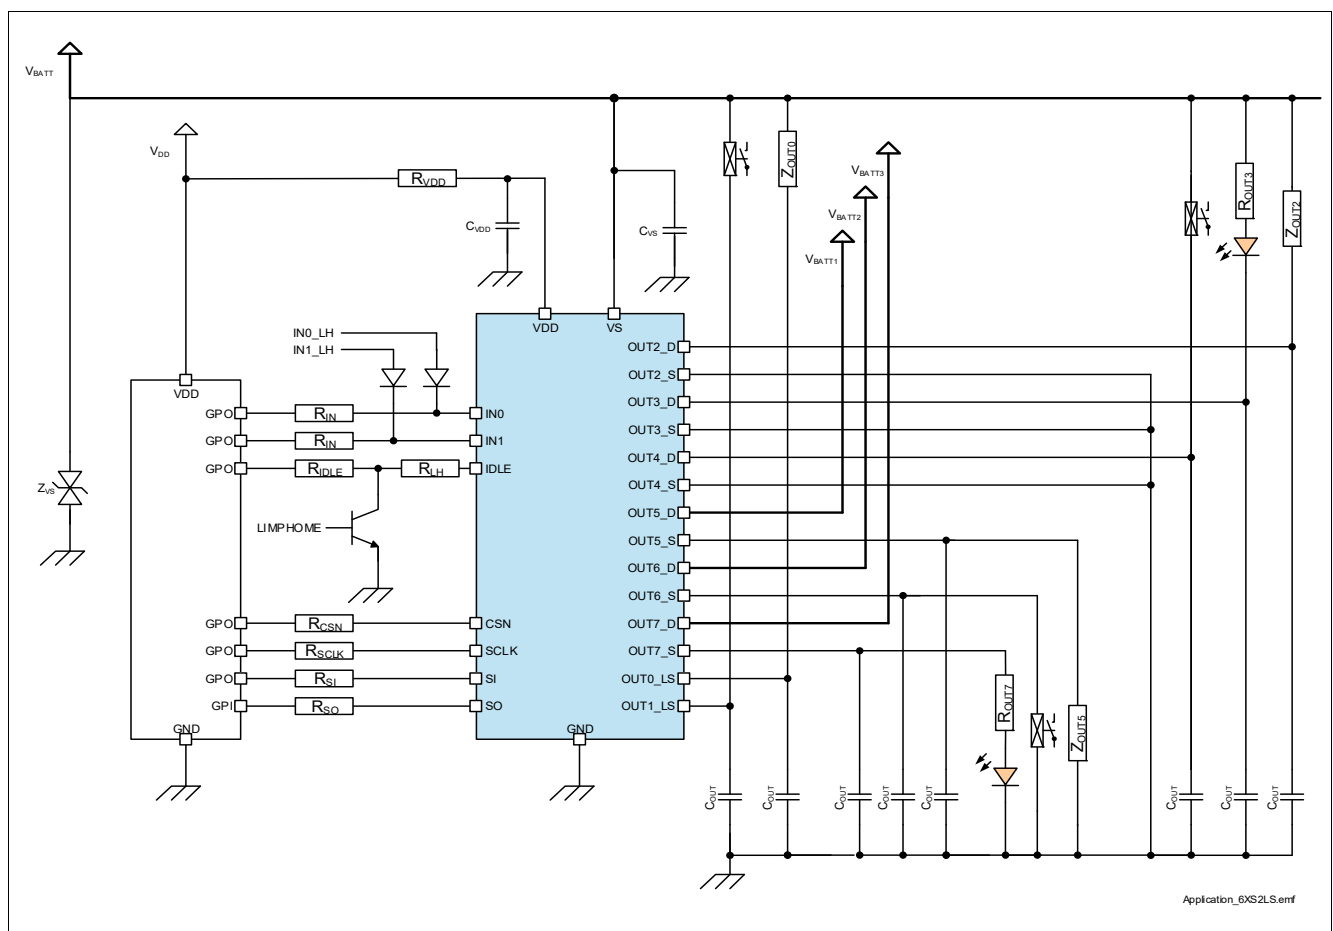 VBATT
VDD
RVDD
CVDD
CVS
ZOUT0
VBATT3
VBATT2
VBATT1
ROUT3
ZOUT2
IN0_LH
IN1_LH
VDD
VS
VDD
GPO
RIN
IN0
GPO
RIN
IN1
GPO
RIDLE
RLH
IDLE
ZVS
LIMPHOME
GPO
RCSN
CSN
GPO
RSCLK
SCLK
GPO
RSI
SI
GPI
RSO
SO
GND
GND
OUT2_D
OUT2_S
OUT3_D
OUT3_S
OUT4_D
OUT4_S
OUT5_D
OUT5_S
OUT6_D
OUT6_S
OUT7_D
OUT7_S
OUT0_LS
OUT1_LS
ROUT7
ZOUT5
COUT
COUT
COUT
COUT
COUT
COUT
COUT
COUT
Application_6XS2LS.emf